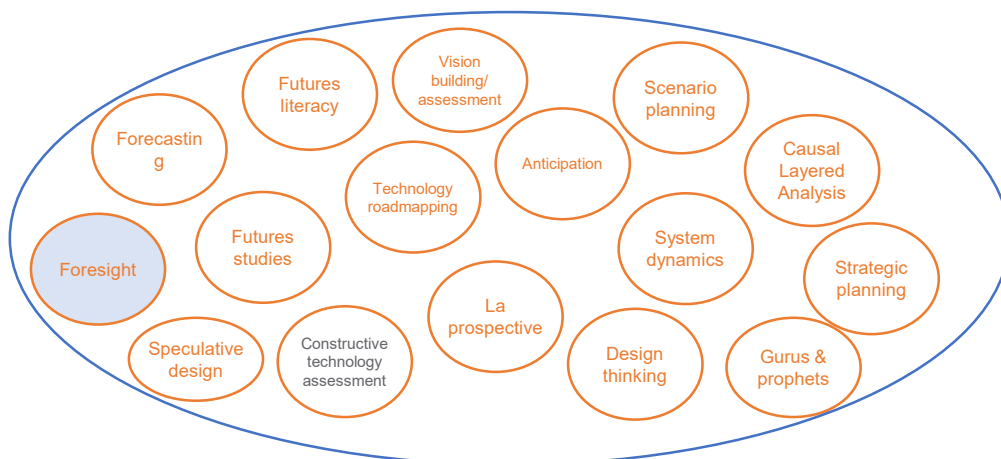 Futures
literacy
Vision
building/
assessment
Scenario
planning
Forecastin
g
Anticipation
Causal
Layered
Analysis
Technology
roadmapping
Foresight
Futures
studies
System
dynamics
Strategic
planning
La
prospective
Speculative
design
Constructive
technology
assessment
Design
thinking
Gurus &
prophets